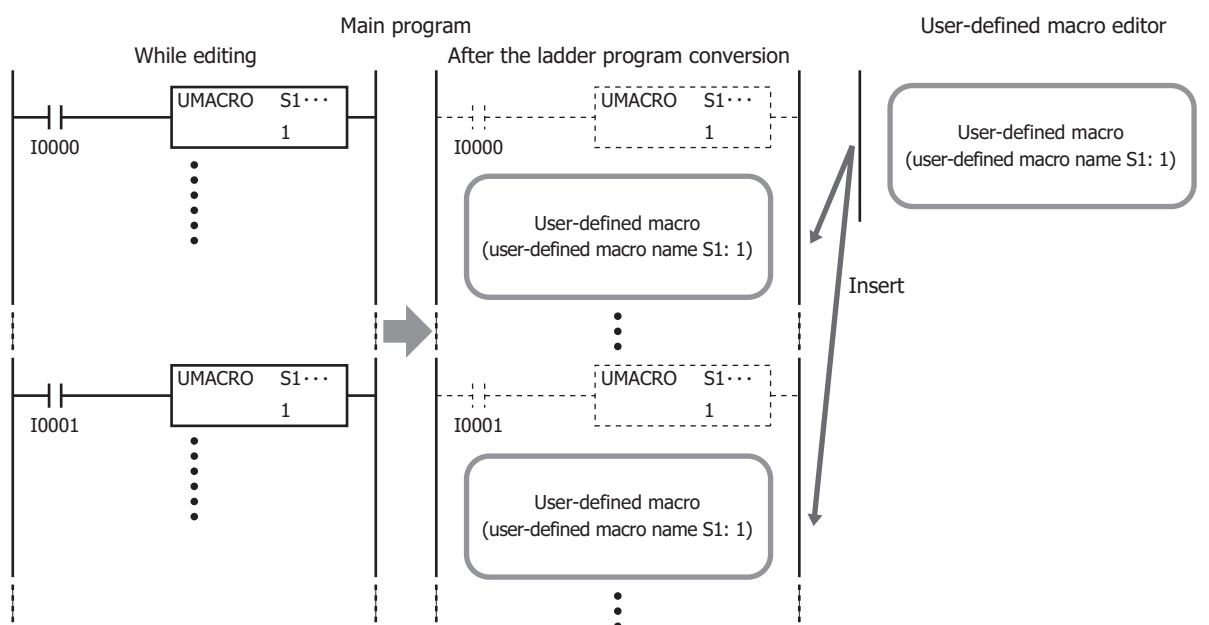 Main program
User-defined macro editor
While editing
After the ladder program conversion
UMACRO S1···
1
I0000
UMACRO S1···
1
I0000
User-defined macro
(user-defined macro name S1: 1)
User-defined macro
(user-defined macro name S1: 1)
Insert
UMACRO S1···
1
I0001
UMACRO S1···
1
I0001
User-defined macro
(user-defined macro name S1: 1)